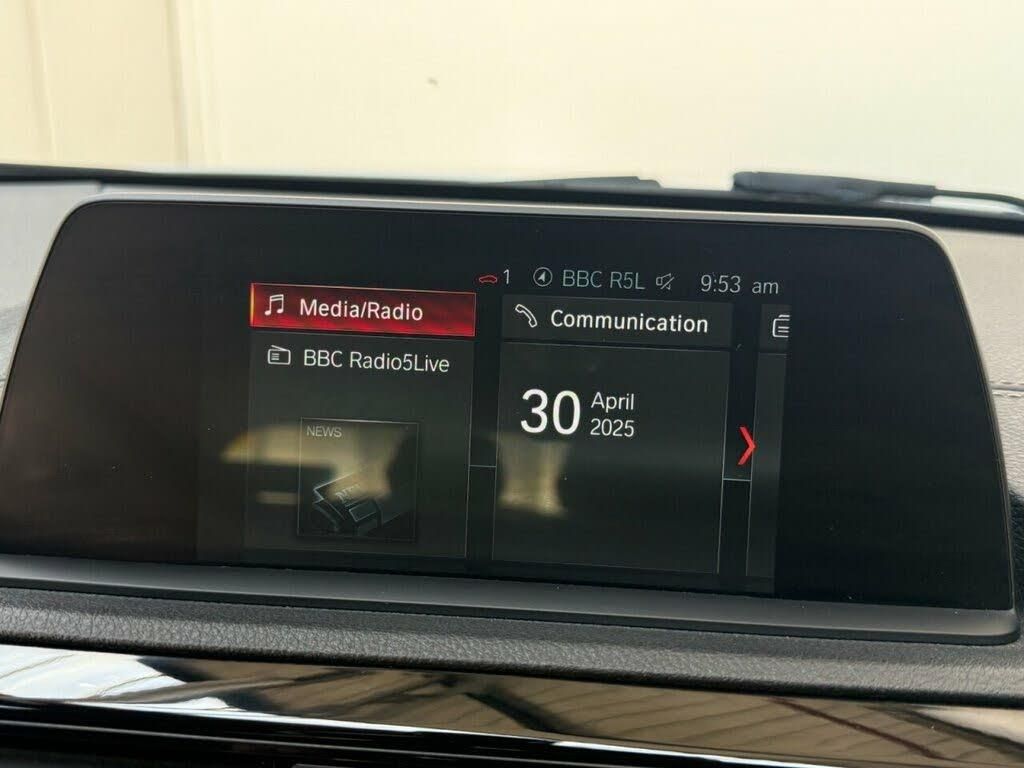 1 BBC R5L 9:53 am
Media/Radio
BBC Radio5Live
NEWS
Communication
30 April
2025